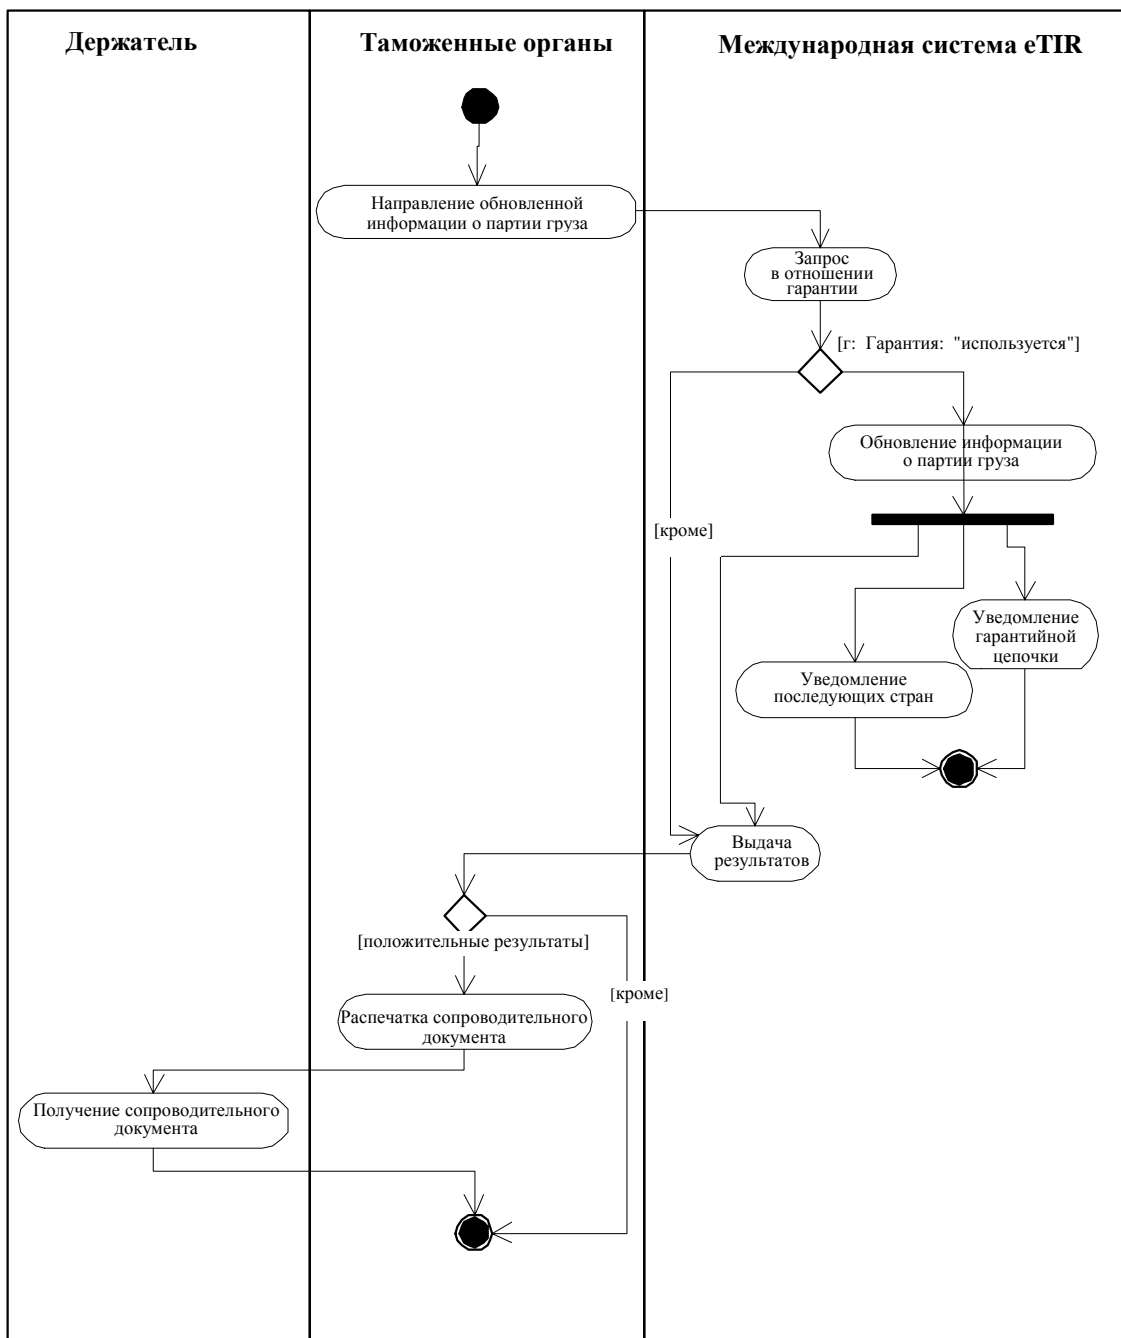 Держатель
Таможенные органы
Международная система eTIR
Направление обновленной
информации о партии груза
Запрос
в отношении
гарантии
[г:  Гарантия:  "используется"]
Обновление информации
о партии груза
[кроме]
Уведомление
гарантийной
цепочки
Уведомление
последующих стран
Выдача
результатов
[положительные результаты]
[кроме]
Распечатка сопроводительного
документа
Получение сопроводительного
документа